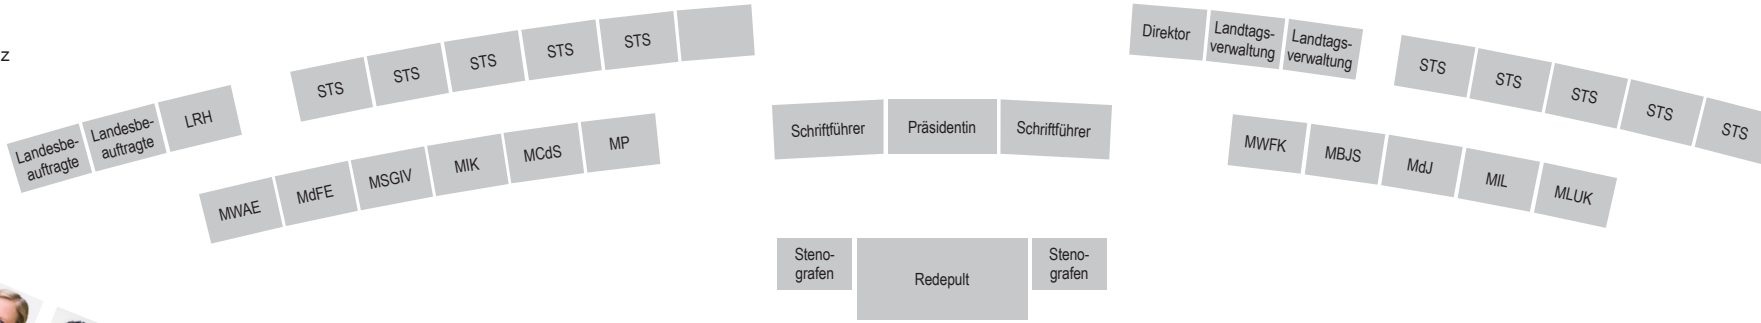 z
Landesbe-
auftragte
Landesbe-
auftragte
LRH
STS
STS
STS
STS
STS
MWAE
MdFE
MSGIV
MIK
MCdS
MP
Schriftführer
Präsidentin
Schriftführer
Direktor
Landtags-
verwaltung
Landtags-
verwaltung
STS
STS
STS
STS
STS
MWFK
MBJS
MdJ
MIL
MLUK
Steno-
grafen
Redepult
Steno-
grafen